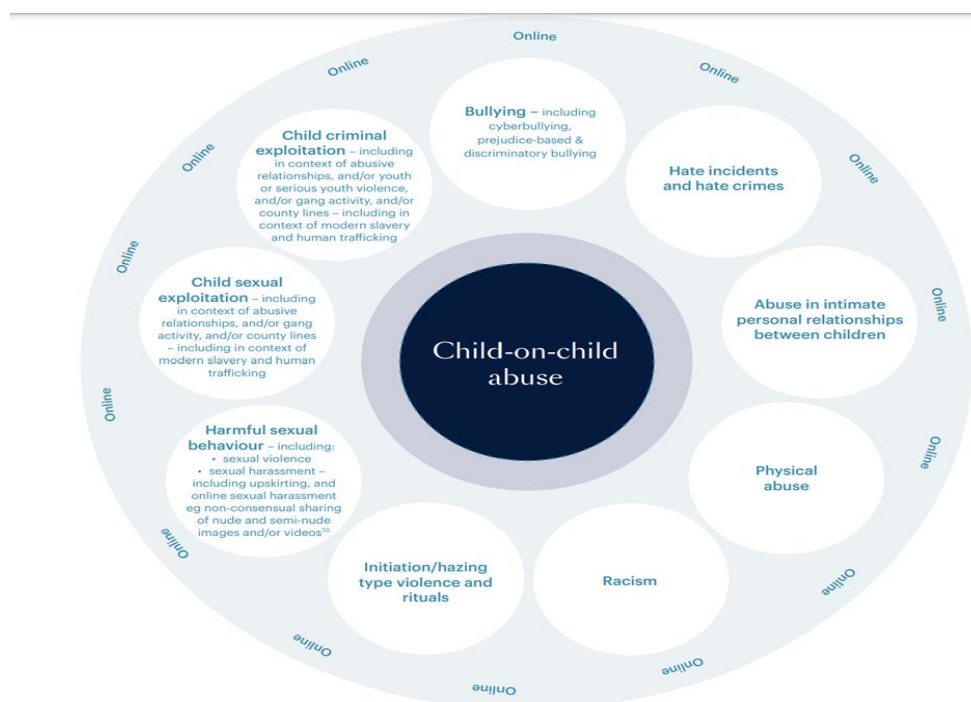 Child-on-child
abuse
Bullying – including
cyberbullying,
prejudice-based &
discriminatory bullying
Hate incidents
and hate crimes
Abuse in intimate
personal relationships
between children
Physical
abuse
Racism
Initiation/hazing
type violence and
rituals
Harmful sexual
behaviour – including:
• sexual violence
• sexual harassment –
including upskirting, and
online sexual harassment
eg non-consensual sharing
of nude and semi-nude
images and/or videos¹⁸
Child sexual
exploitation – including
in context of abusive
relationships, and/or gang
activity, and/or county lines
– including in context of
modern slavery and human
trafficking
Child criminal
exploitation – including
in context of abusive
relationships, and/or youth
or serious youth violence,
and/or gang activity, and/or
county lines – including in
context of modern slavery
and human trafficking
Online
Online
Online
Online
Online
Online
Online
Online
Online
Online
Online
Online
Online
Online